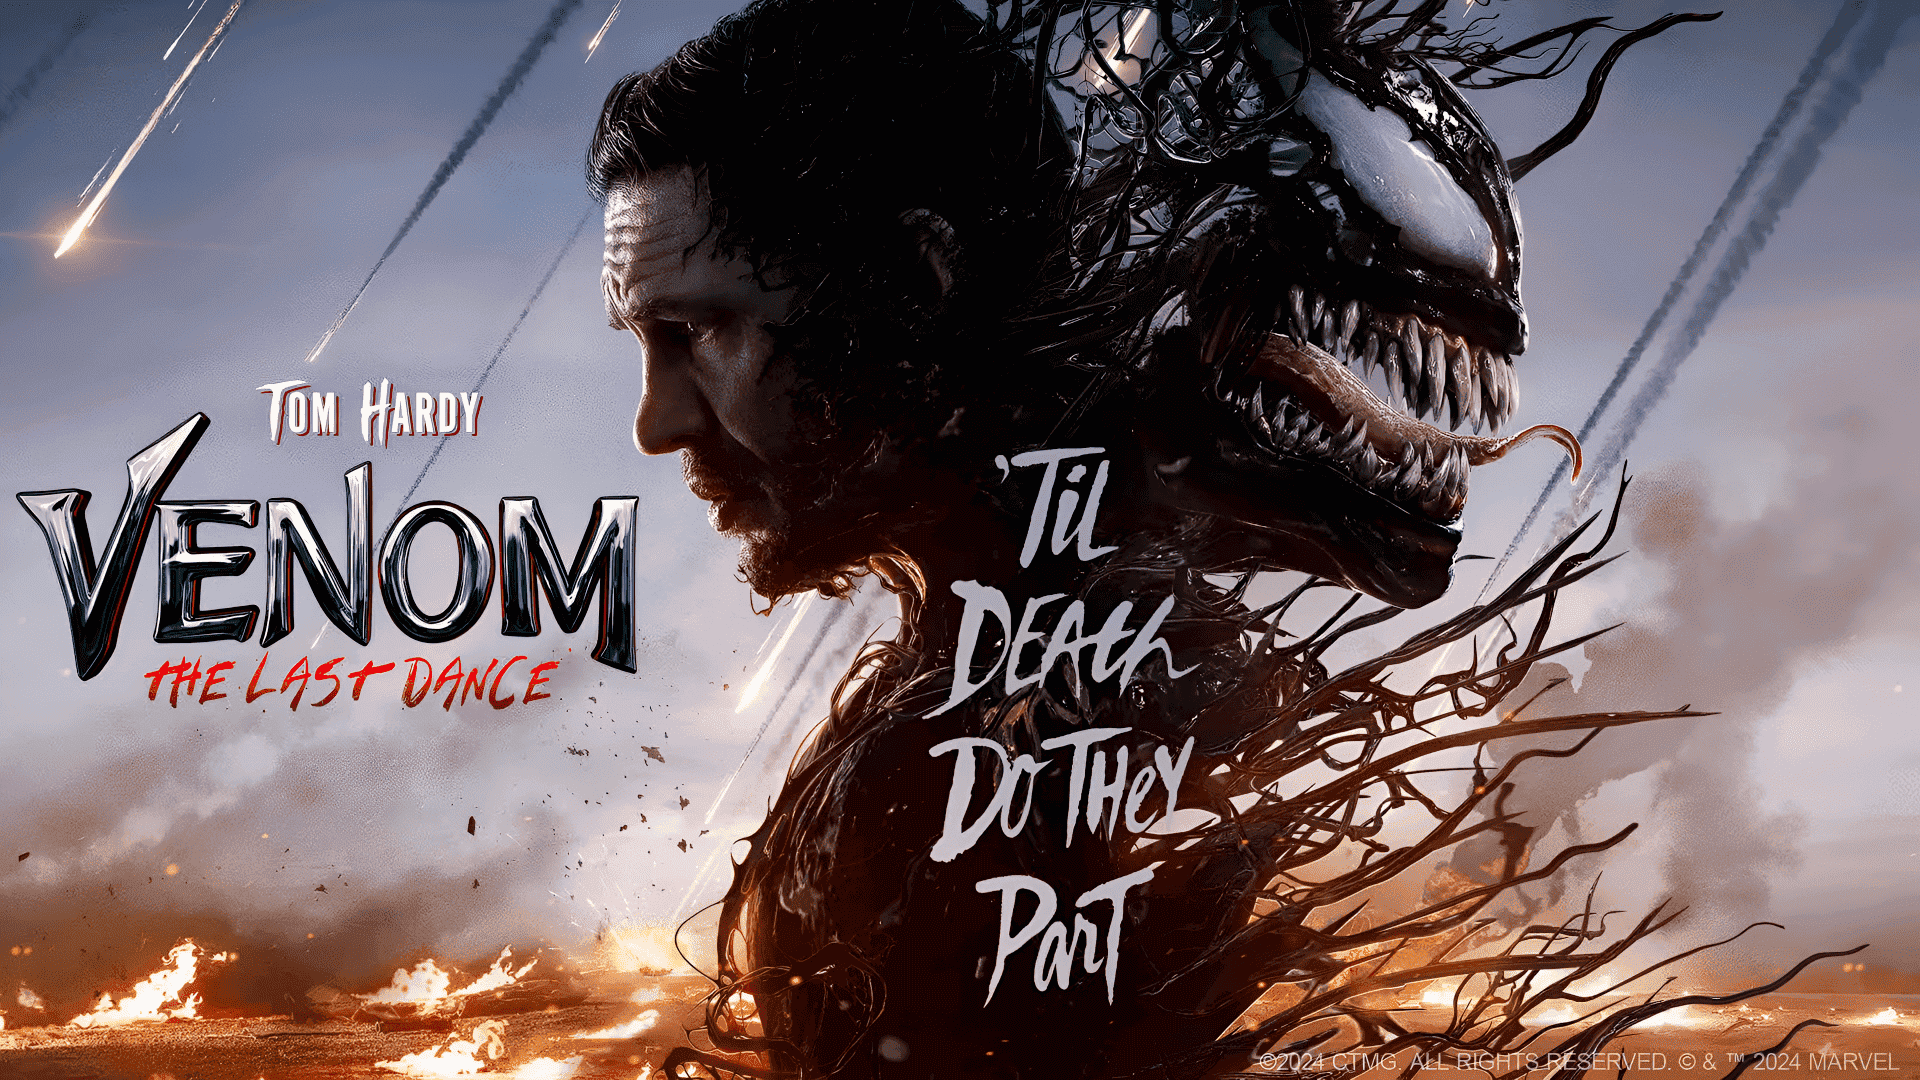 TOM HARDY
VENOM
THE LAST DANCE
'Til
DEAth
Do THeY
ParT
©2024 CTMG. ALL RIGHTS RESERVED. © & ™ 2024 MARVEL